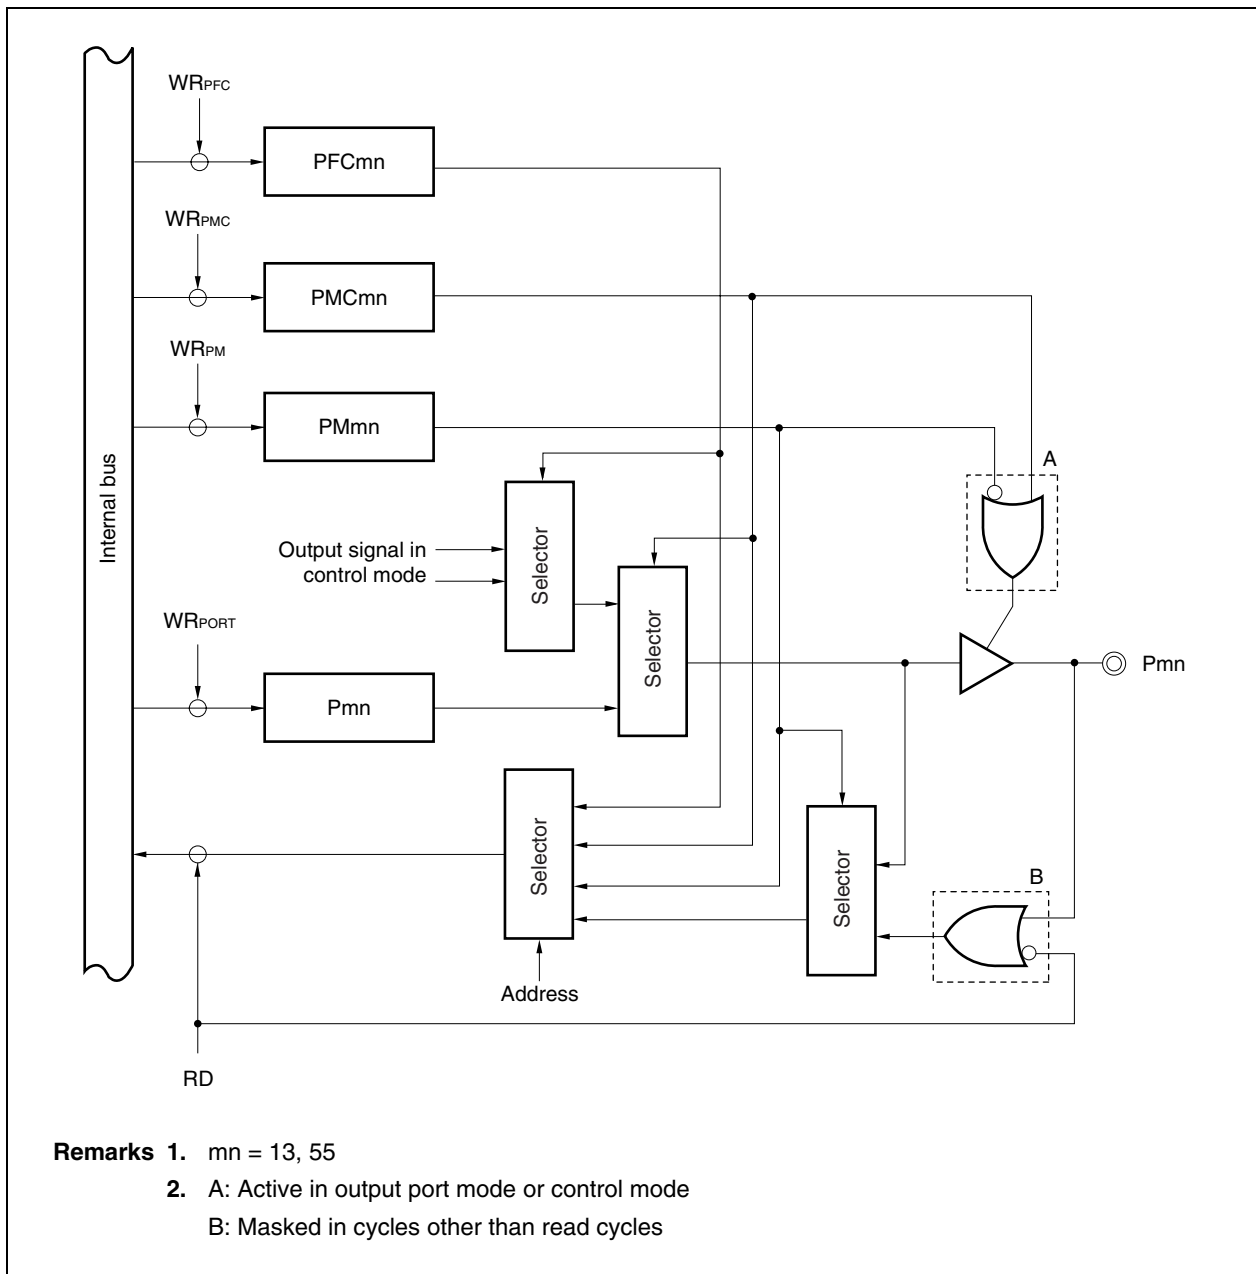 WRPFC
PFCmn
WRPMC
PMCmn
WRPM
PMmn
Internal bus
A
Selector
Output signal in
control mode
Selector
WRPORT
Pmn
Pmn
Selector
Selector
B
Address
RD
Remarks 1. mn = 13, 55
2. A: Active in output port mode or control mode
B: Masked in cycles other than read cycles